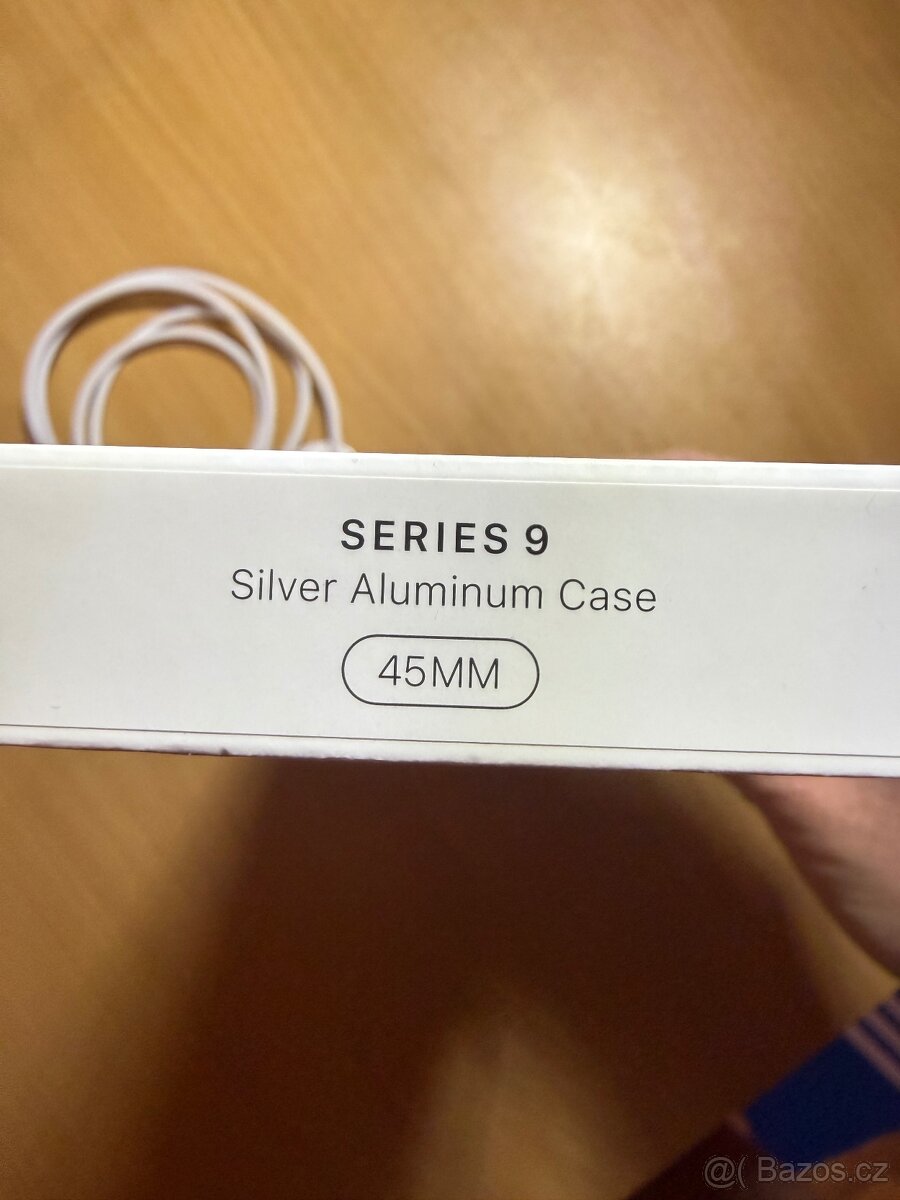 SERIES 9
Silver Aluminum Case
45MM
@( Bazos.cz